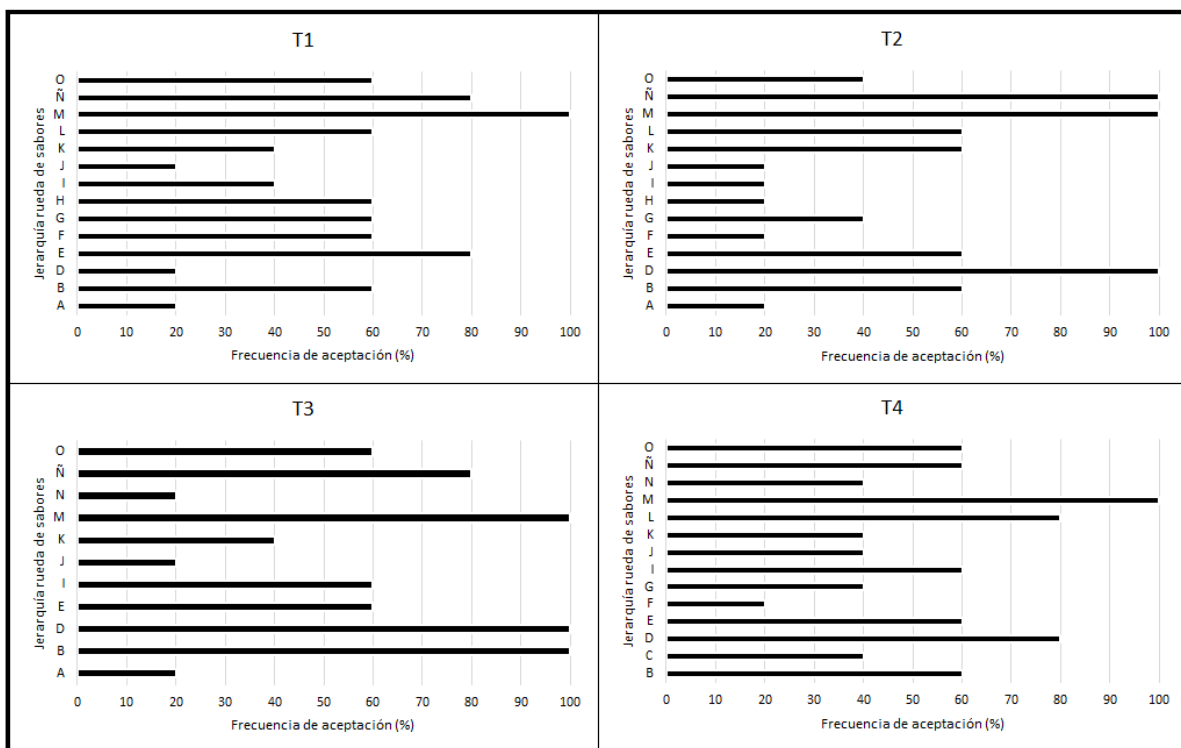 T1
Jerarquía rueda de sabores
O
Ñ
M
L
K
J
I
H
G
F
E
D
B
A
0 10 20 30 40 50 60 70 80 90 100
Frecuencia de aceptación (%)
T2
Jerarquía rueda de sabores
O
Ñ
M
L
K
J
I
H
G
F
E
D
B
A
0 10 20 30 40 50 60 70 80 90 100
Frecuencia de aceptación (%)
T3
Jerarquía rueda de sabores
O
Ñ
N
M
K
J
I
E
D
B
A
0 10 20 30 40 50 60 70 80 90 100
Frecuencia de aceptación (%)
T4
Jerarquía rueda de sabores
O
Ñ
N
M
L
K
J
I
G
F
E
D
C
B
0 10 20 30 40 50 60 70 80 90 100
Frecuencia de aceptación (%)